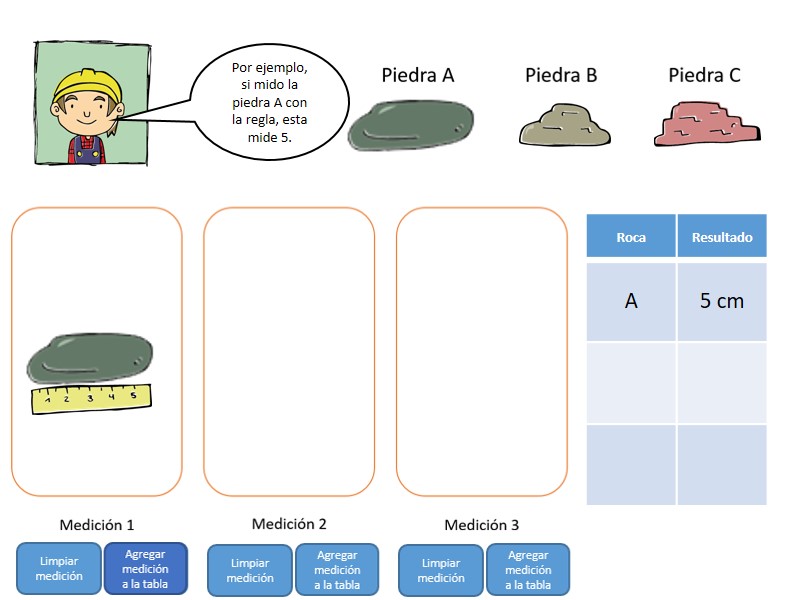 Por ejemplo,
si mido la
piedra A con
la regla, esta
mide 5.
Piedra A
Piedra B
Piedra C
Roca
Resultado
A
5 cm
1 2 3 4 5
Medición 1
Medición 2
Medición 3
Limpiar
medición
Agregar
medición
a la tabla
Limpiar
medición
Agregar
medición
a la tabla
Limpiar
medición
Agregar
medición
a la tabla